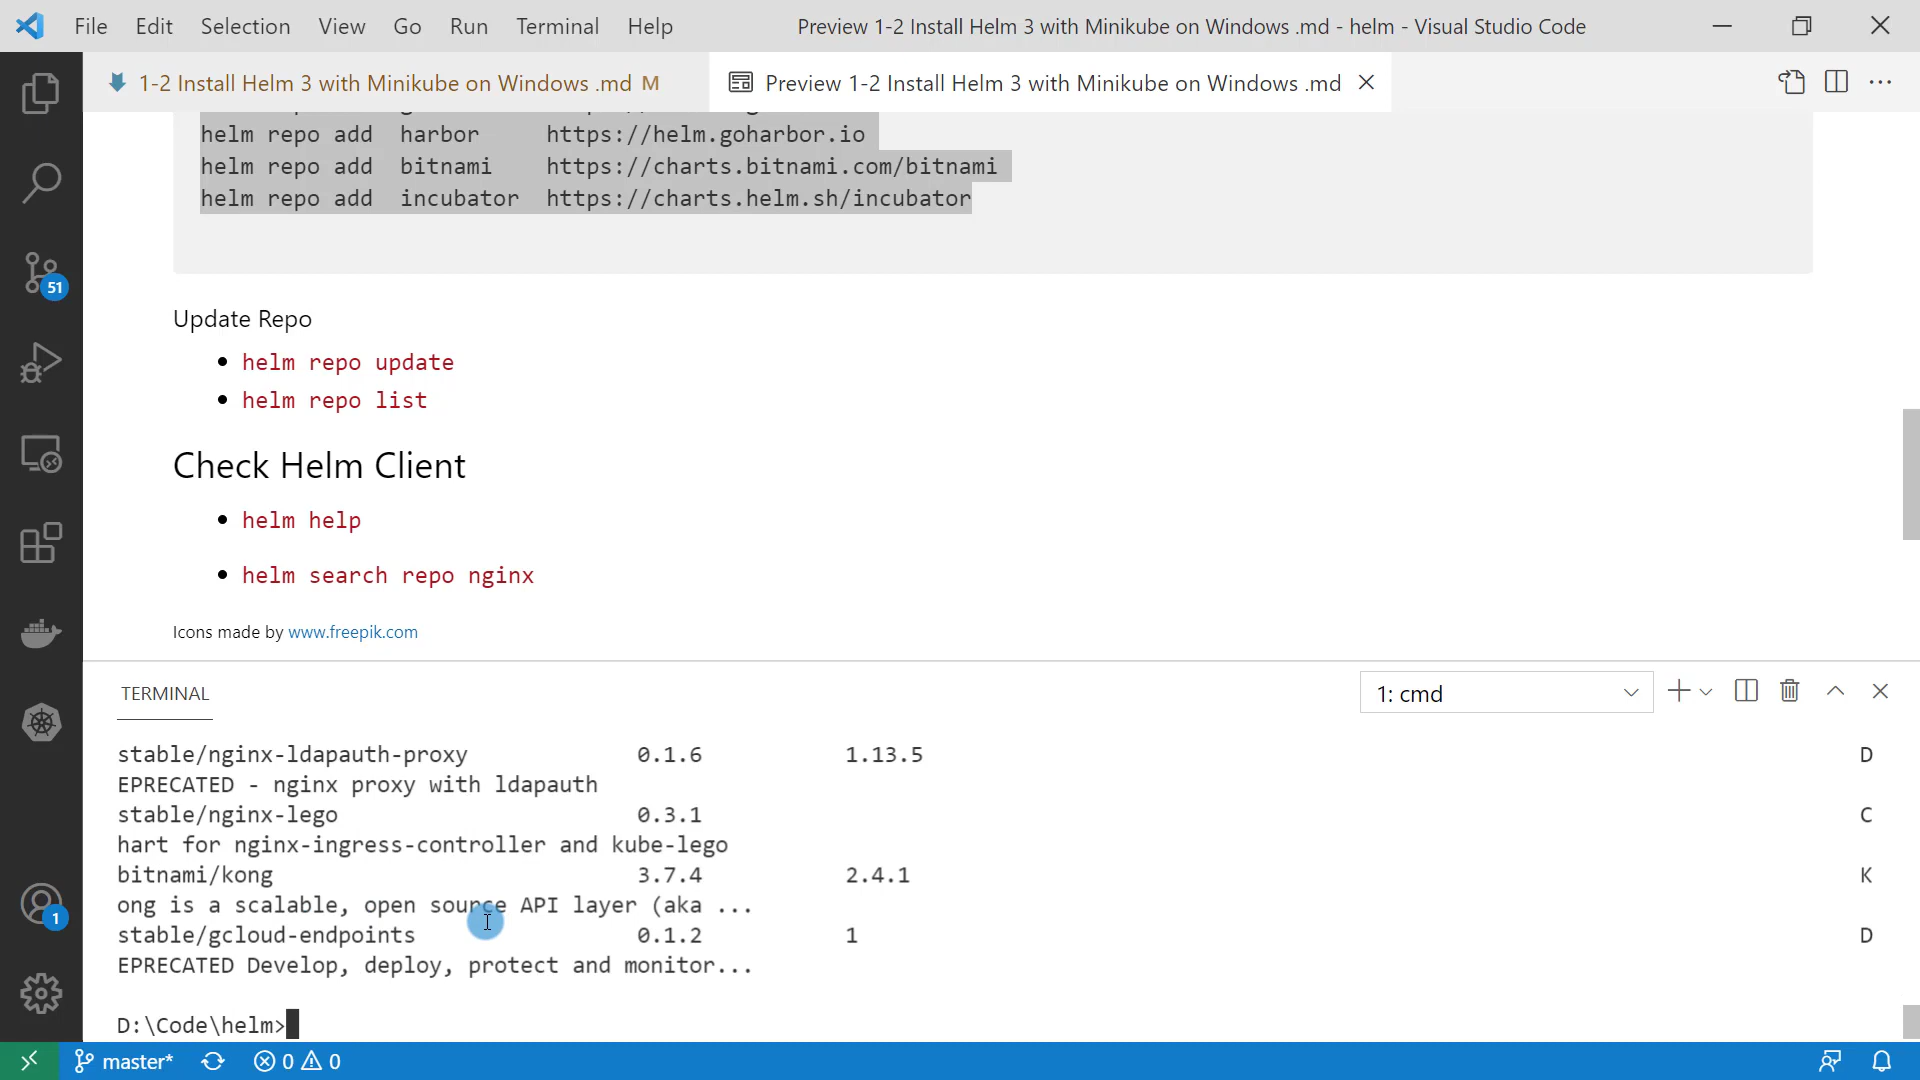 File Edit Selection View Go Run Terminal Help
Preview 1-2 Install Helm 3 with Minikube on Windows .md - helm - Visual Studio Code
1-2 Install Helm 3 with Minikube on Windows .md M
Preview 1-2 Install Helm 3 with Minikube on Windows .md
helm repo add harbor https://helm.goharbor.io
helm repo add bitnami https://charts.bitnami.com/bitnami
helm repo add incubator https://charts.helm.sh/incubator
51
Update Repo
helm repo update
helm repo list
Check Helm Client
helm help
helm search repo nginx
Icons made by www.freepik.com
TERMINAL
1: cmd
stable/nginx-ldapauth-proxy 0.1.6 1.13.5 D
EPRECATED - nginx proxy with ldapauth
stable/nginx-lego 0.3.1 C
hart for nginx-ingress-controller and kube-lego
bitnami/kong 3.7.4 2.4.1 K
ong is a scalable, open source API layer (aka ...
stable/gcloud-endpoints 0.1.2 1 D
EPRECATED Develop, deploy, protect and monitor...
1
D:\Code\helm>
master* 0 0